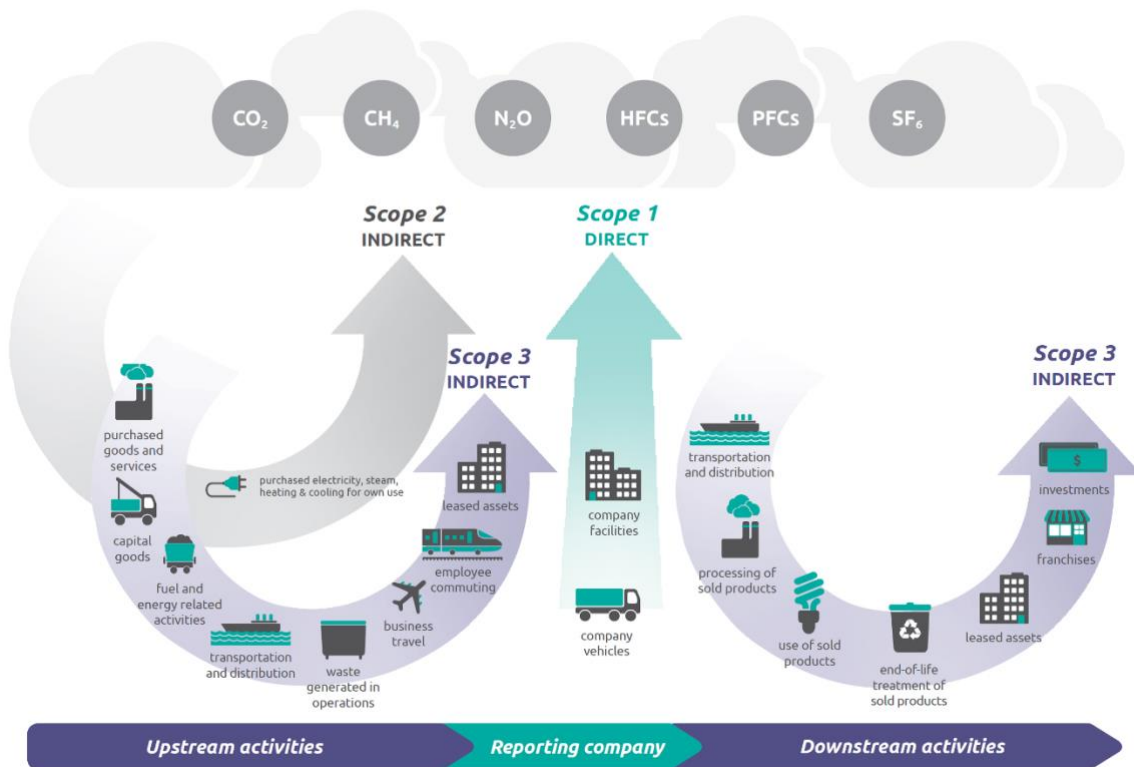 CO₂
CH₄
N₂O
HFCs
PFCs
SF₆
Scope 2
INDIRECT
Scope 1
DIRECT
Scope 3
INDIRECT
Scope 3
INDIRECT
purchased
goods and
services
capital
goods
fuel and
energy related
activities
transportation
and distribution
waste
generated in
operations
business
travel
employee
commuting
leased assets
purchased electricity, steam,
heating & cooling for own use
company
facilities
company
vehicles
transportation
and distribution
processing of
sold products
use of sold
products
end-of-life
treatment of
sold products
leased assets
franchises
$
investments
Upstream activities
Reporting company
Downstream activities